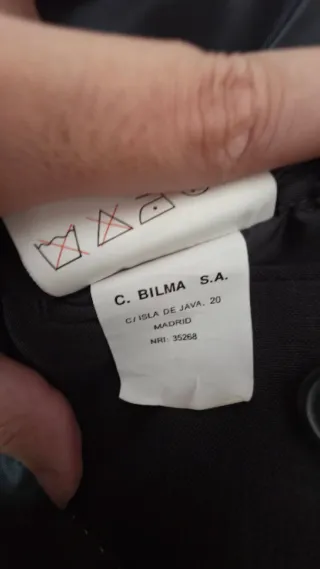 C. BILMA S.A.
C/ ISLA DE JAVA, 20
MADRID
NRI: 35268